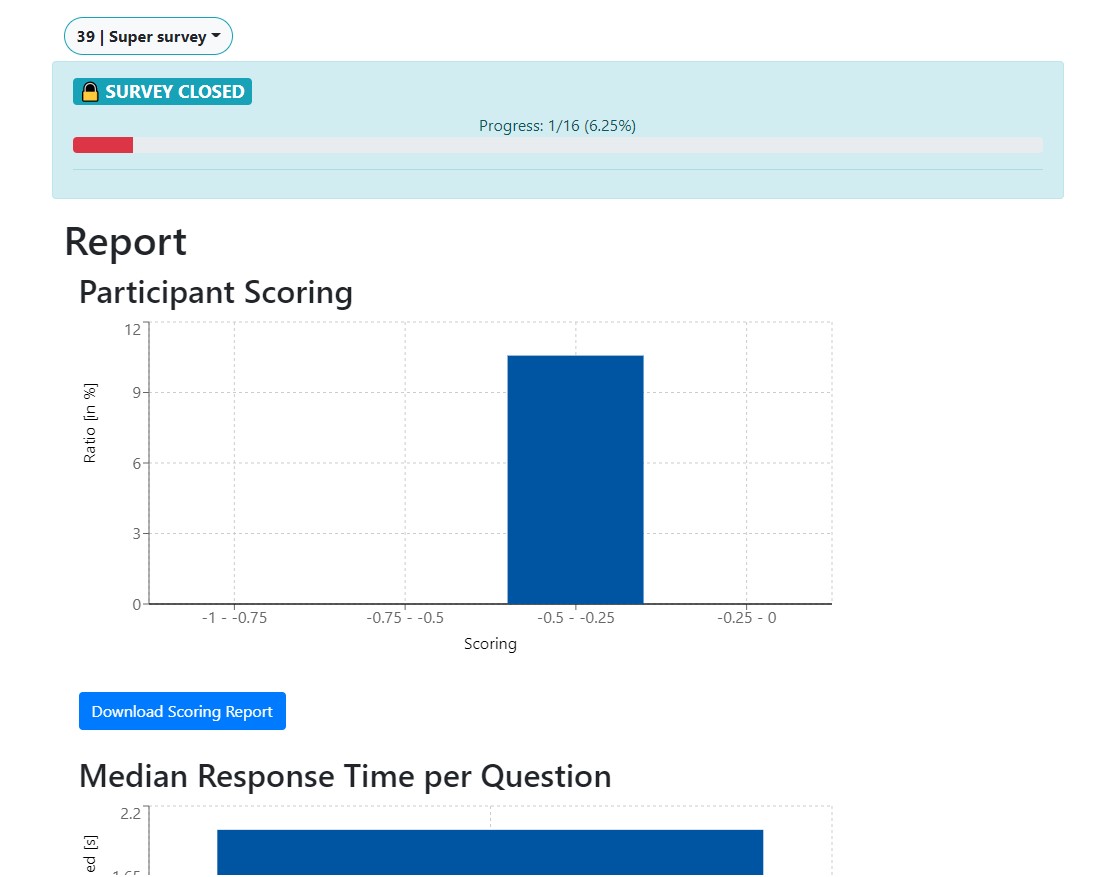 39 | Super survey
SURVEY CLOSED
Progress: 1/16 (6.25%)
Report
Participant Scoring
12
9
6
3
0
Ratio [in %]
-1 - -0.75
-0.75 - -0.5
-0.5 - -0.25
-0.25 - 0
Scoring
Download Scoring Report
Median Response Time per Question
2.2
ed [s]